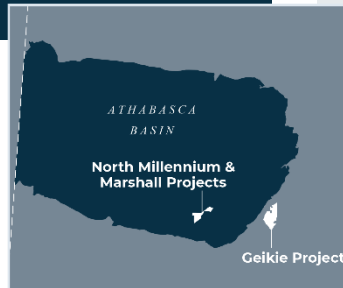 ATHABASCA
BASIN
North Millennium &
Marshall Projects
Geikie Project